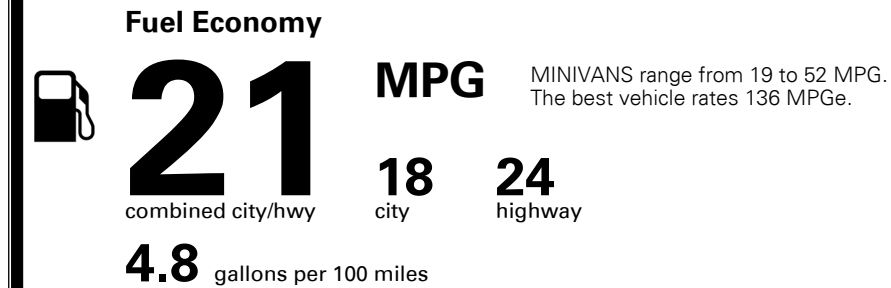 Fuel Economy
21 MPG
MINIVANS range from 19 to 52 MPG.
The best vehicle rates 136 MPGe.
18 24
combined city/hwy city highway
4.8 gallons per 100 miles